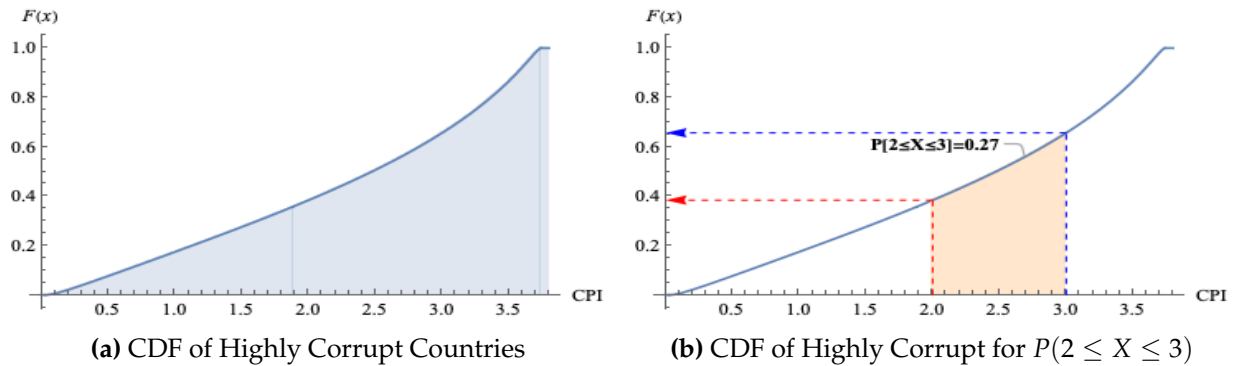 F(x)
1.0
0.8
0.6
0.4
0.2
0.5 1.0 1.5 2.0 2.5 3.0 3.5
CPI
(a) CDF of Highly Corrupt Countries
F(x)
1.0
0.8
0.6
0.4
0.2
P[2≤X≤3]=0.27
0.5 1.0 1.5 2.0 2.5 3.0 3.5
CPI
(b) CDF of Highly Corrupt for P(2 ≤ X ≤ 3)